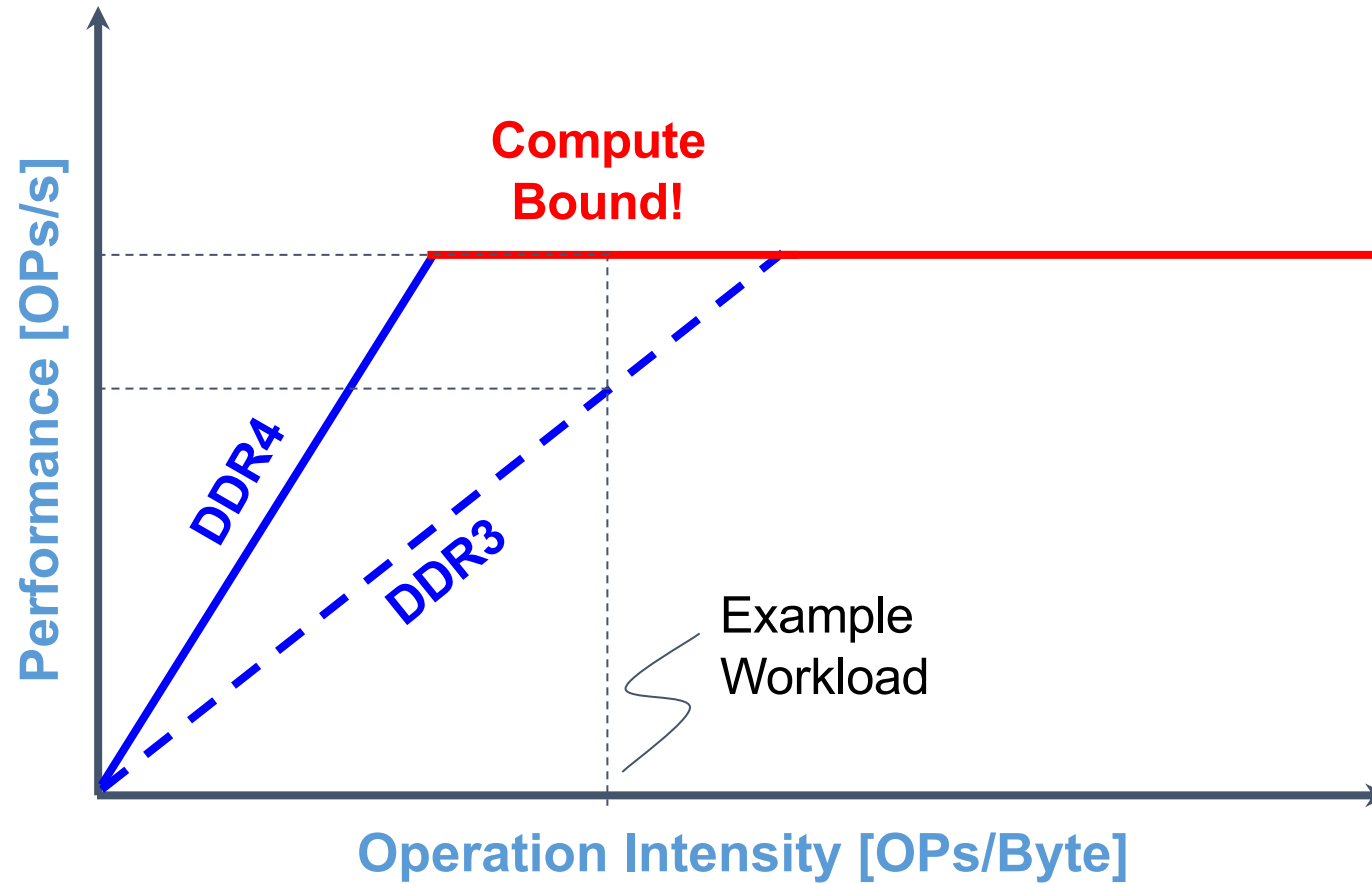 Compute
Bound!
Performance [OPs/s]
DDR4
DDR3
Example
Workload
Operation Intensity [OPs/Byte]